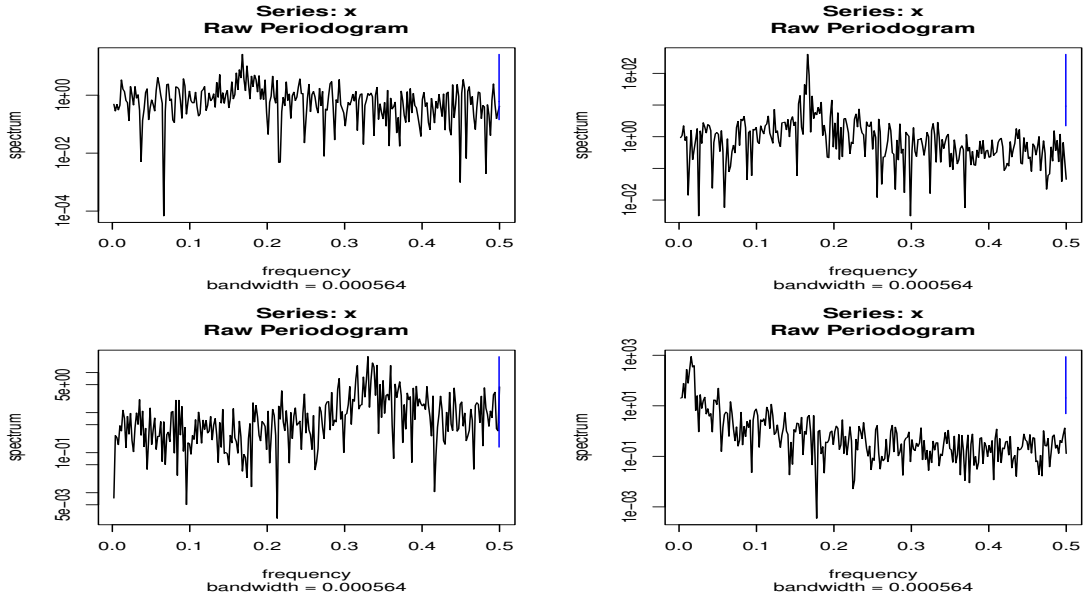 Series: x
Raw Periodogram
spectrum
1e+00
1e−02
1e−04
0.0 0.1 0.2 0.3 0.4 0.5
frequency
bandwidth = 0.000564
Series: x
Raw Periodogram
spectrum
1e+02
1e+00
1e−02
0.0 0.1 0.2 0.3 0.4 0.5
frequency
bandwidth = 0.000564
Series: x
Raw Periodogram
spectrum
5e+00
1e−01
5e−03
0.0 0.1 0.2 0.3 0.4 0.5
frequency
bandwidth = 0.000564
Series: x
Raw Periodogram
spectrum
1e+03
1e+01
1e−01
1e−03
0.0 0.1 0.2 0.3 0.4 0.5
frequency
bandwidth = 0.000564